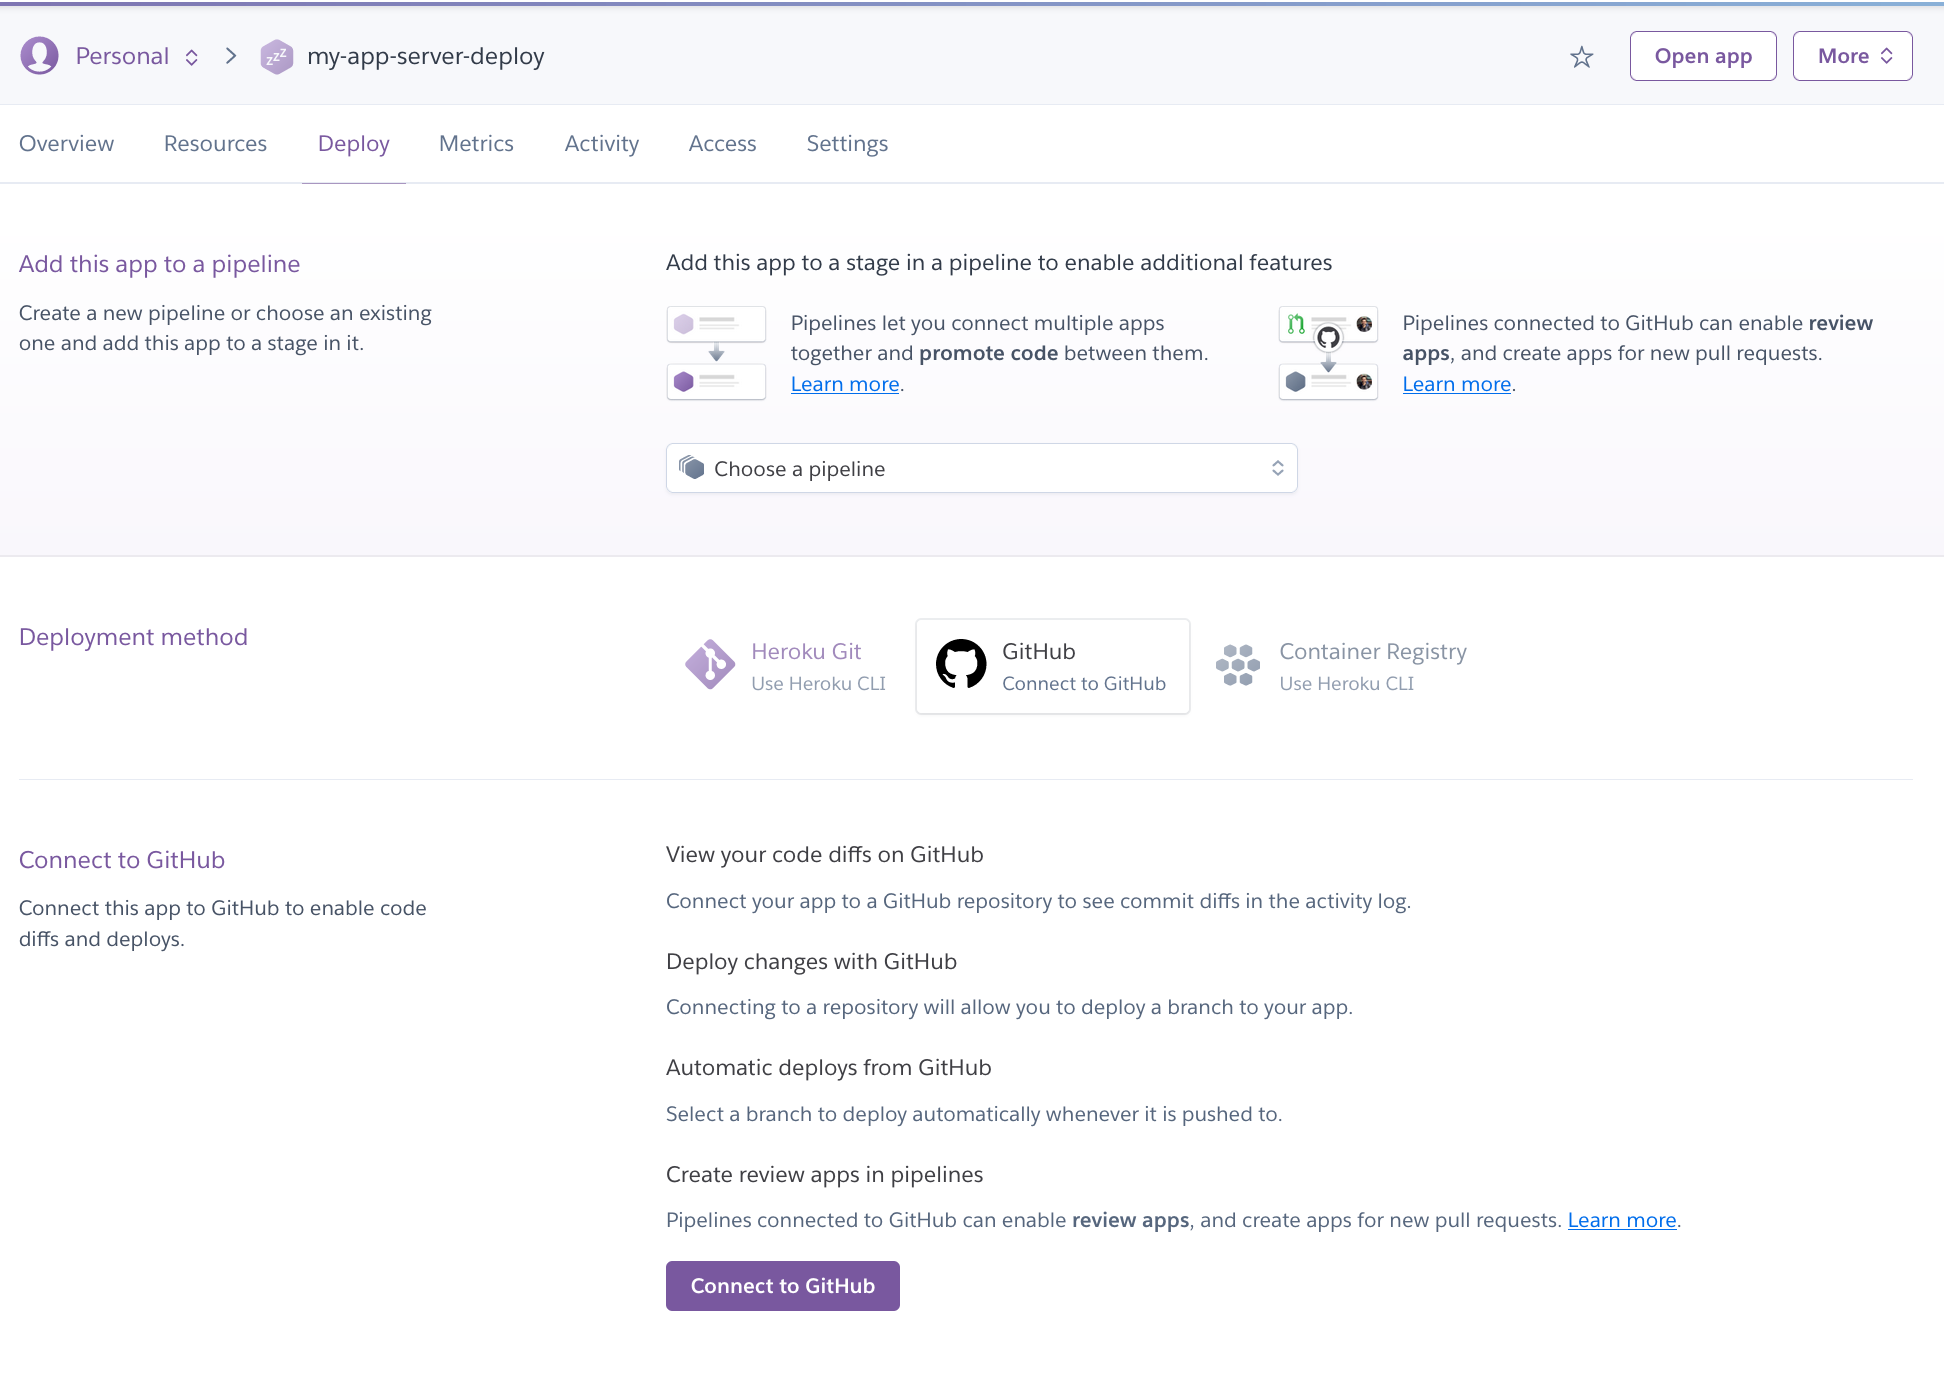 Personal
my-app-server-deploy
Open app
More
Overview
Resources
Deploy
Metrics
Activity
Access
Settings
Add this app to a pipeline
Create a new pipeline or choose an existing
one and add this app to a stage in it.
Add this app to a stage in a pipeline to enable additional features
Pipelines let you connect multiple apps
together and promote code between them.
Learn more.
Pipelines connected to GitHub can enable review
apps, and create apps for new pull requests.
Learn more.
Choose a pipeline
Deployment method
Heroku Git
Use Heroku CLI
GitHub
Connect to GitHub
Container Registry
Use Heroku CLI
Connect to GitHub
Connect this app to GitHub to enable code
diffs and deploys.
View your code diffs on GitHub
Connect your app to a GitHub repository to see commit diffs in the activity log.
Deploy changes with GitHub
Connecting to a repository will allow you to deploy a branch to your app.
Automatic deploys from GitHub
Select a branch to deploy automatically whenever it is pushed to.
Create review apps in pipelines
Pipelines connected to GitHub can enable review apps, and create apps for new pull requests. Learn more.
Connect to GitHub